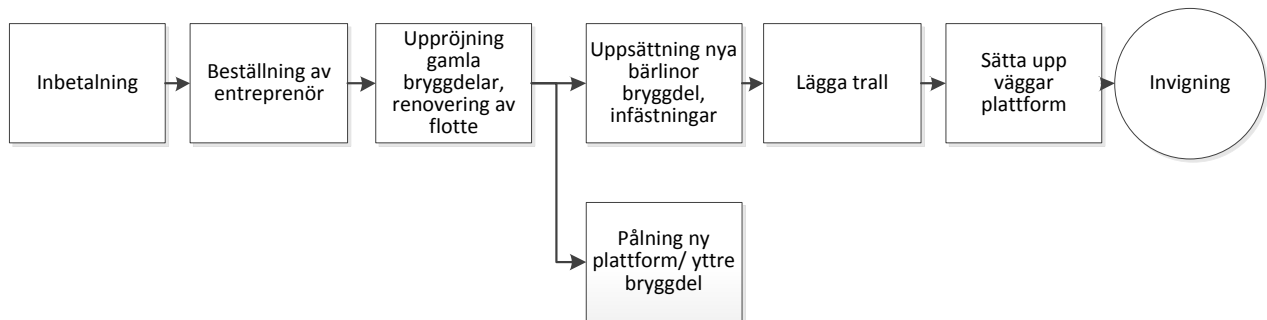 Inbetalning
Beställning av
entreprenör
Uppröjning
gamla
bryggdelar,
renovering av
flotte
Uppsättning nya
bärlinor
bryggdel,
infästningar
Lägga trall
Sätta upp
väggar
plattform
Invigning
Pålning ny
plattform/ yttre
bryggdel